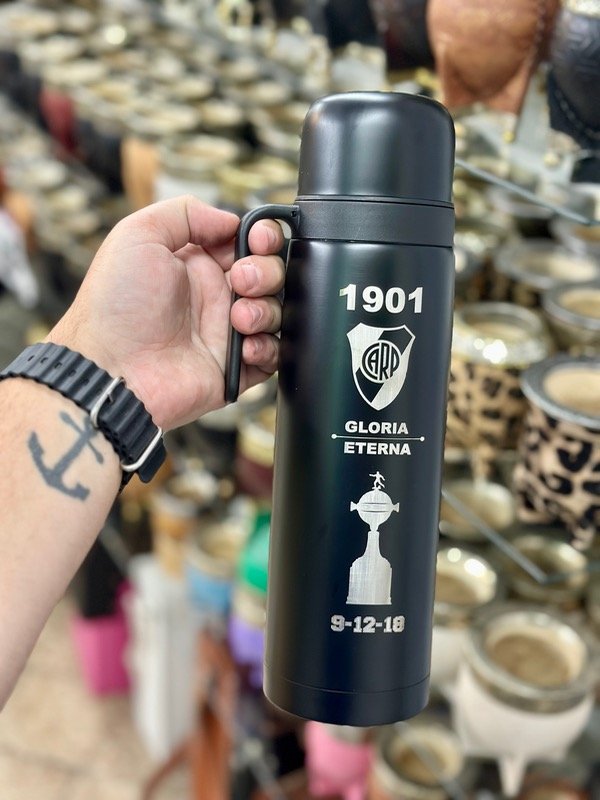 1901
CARP
GLORIA
ETERNA
9-12-18